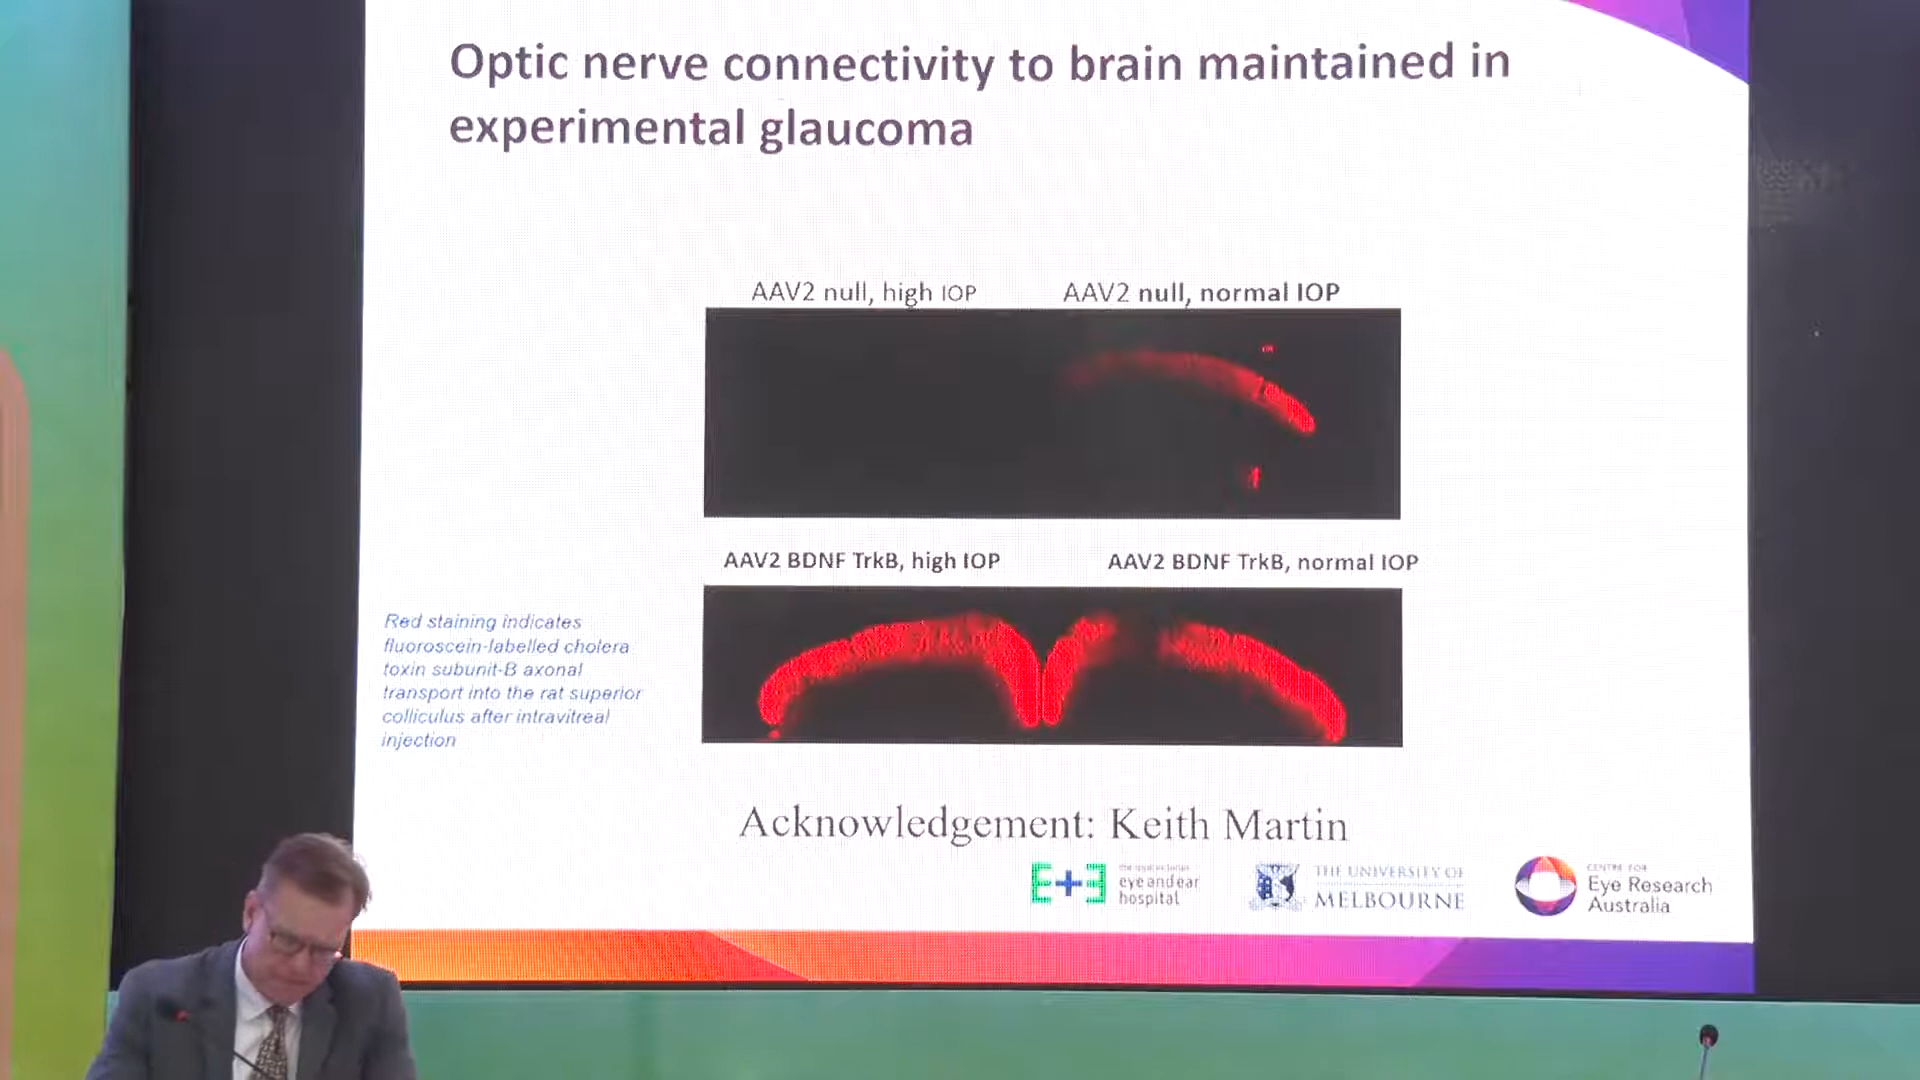 Optic nerve connectivity to brain maintained in
experimental glaucoma
AAV2 null, high IOP
AAV2 null, normal IOP
AAV2 BDNF TrkB, high IOP
AAV2 BDNF TrkB, normal IOP
Red staining indicates
fluoroscein-labelled cholera
toxin subunit-B axonal
transport into the rat superior
colliculus after intravitreal
injection
Acknowledgement: Keith Martin
eye and ear
hospital
THE UNIVERSITY OF
MELBOURNE
CENTRE FOR
Eye Research
Australia